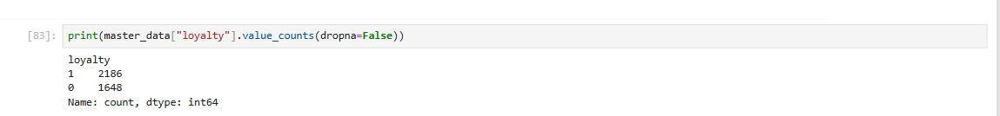 [83]: print(master_data["loyalty"].value_counts(dropna=False))
loyalty
1    2186
0    1648
Name: count, dtype: int64